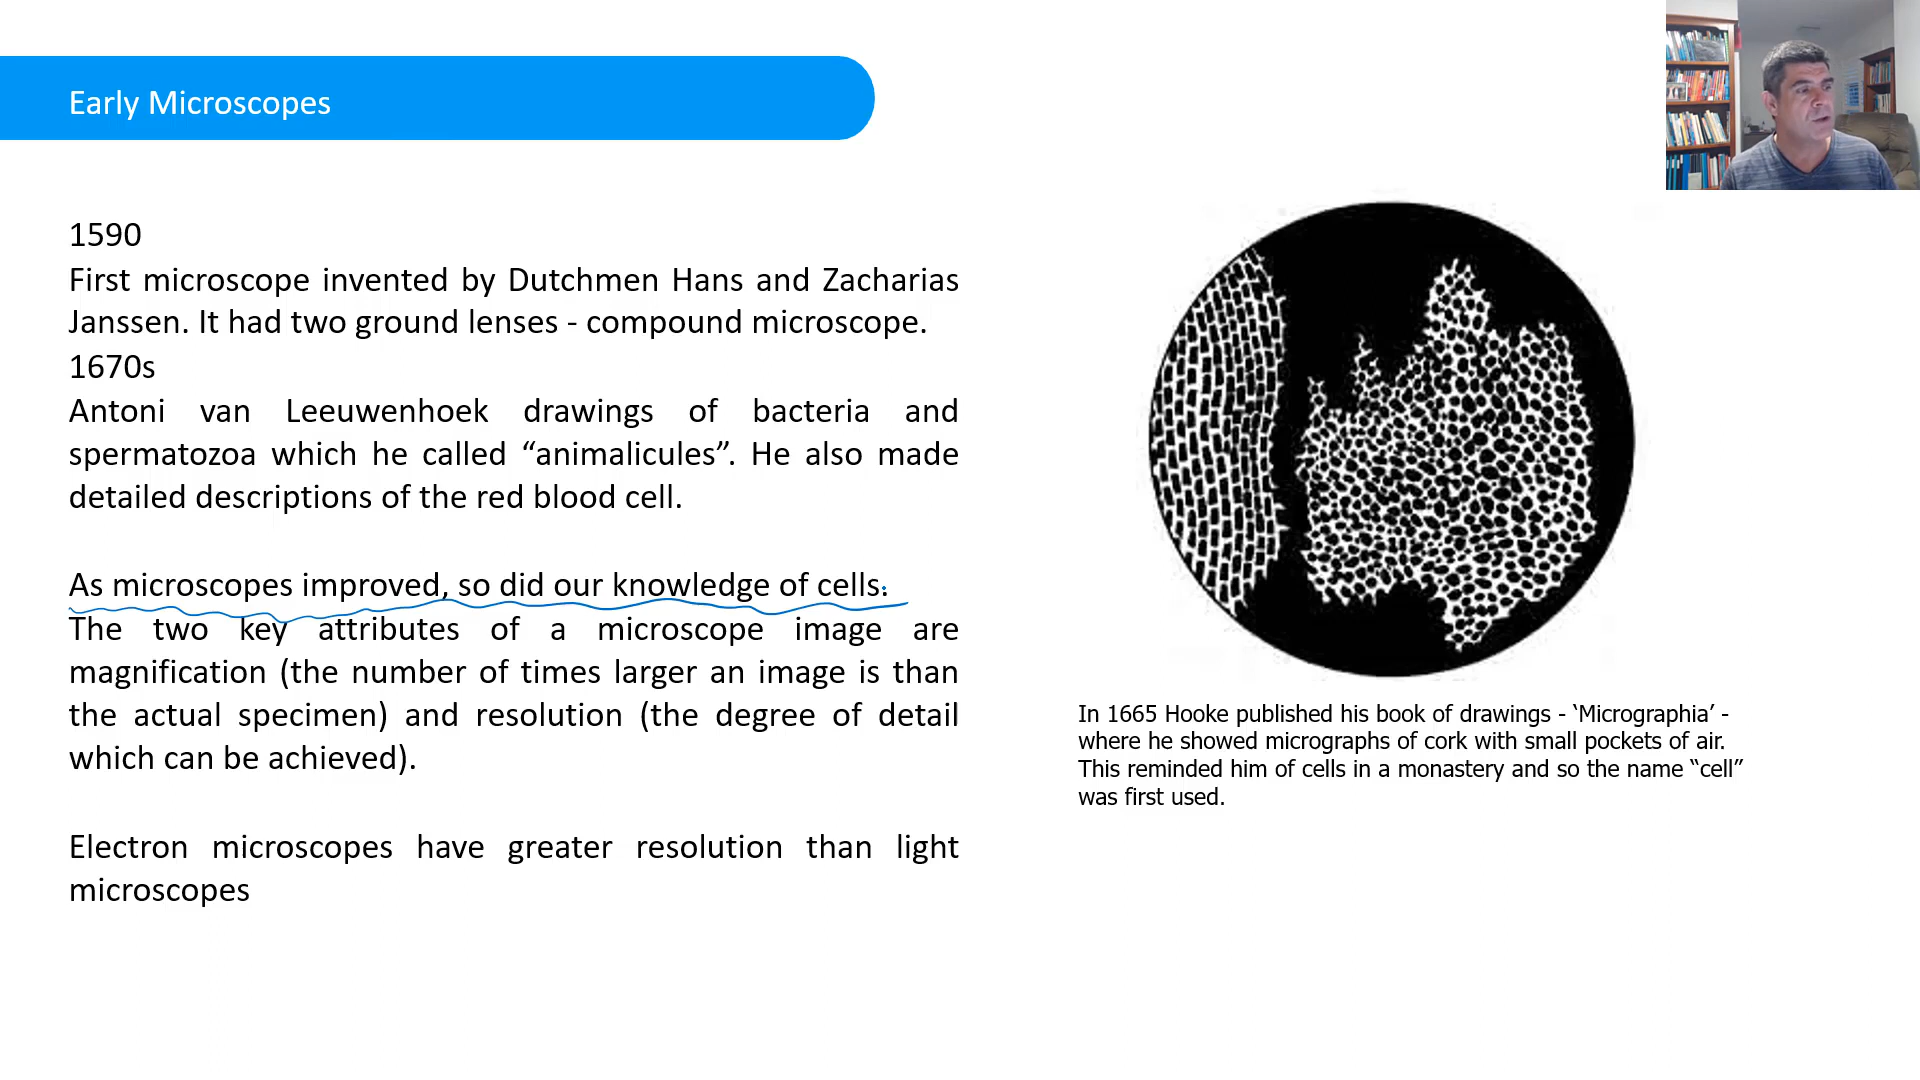 Early Microscopes
1590
First microscope invented by Dutchmen Hans and Zacharias
Janssen. It had two ground lenses - compound microscope.
1670s
Antoni van Leeuwenhoek drawings of bacteria and
spermatozoa which he called “animalicules”. He also made
detailed descriptions of the red blood cell.
As microscopes improved, so did our knowledge of cells.
The two key attributes of a microscope image are
magnification (the number of times larger an image is than
the actual specimen) and resolution (the degree of detail
which can be achieved).
Electron microscopes have greater resolution than light
microscopes
In 1665 Hooke published his book of drawings - ‘Micrographia’ -
where he showed micrographs of cork with small pockets of air.
This reminded him of cells in a monastery and so the name “cell”
was first used.